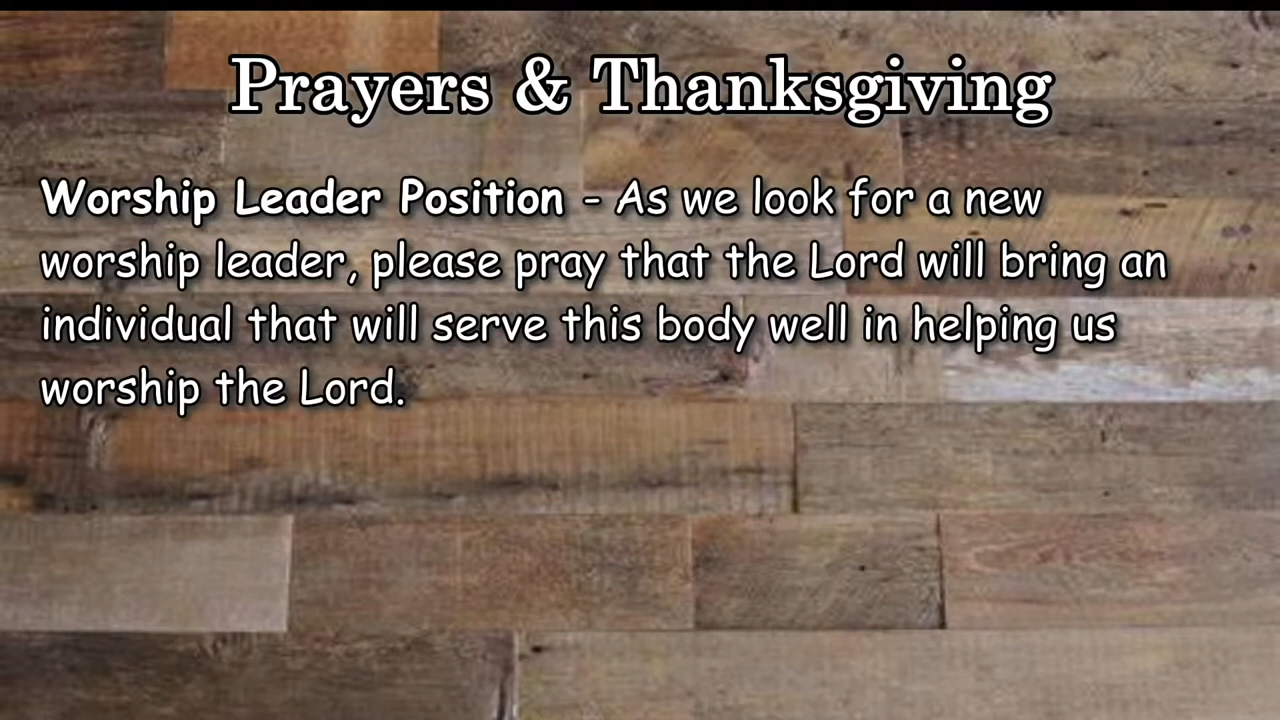 Prayers & Thanksgiving
Worship Leader Position - As we look for a new
worship leader, please pray that the Lord will bring an
individual that will serve this body well in helping us
worship the Lord.